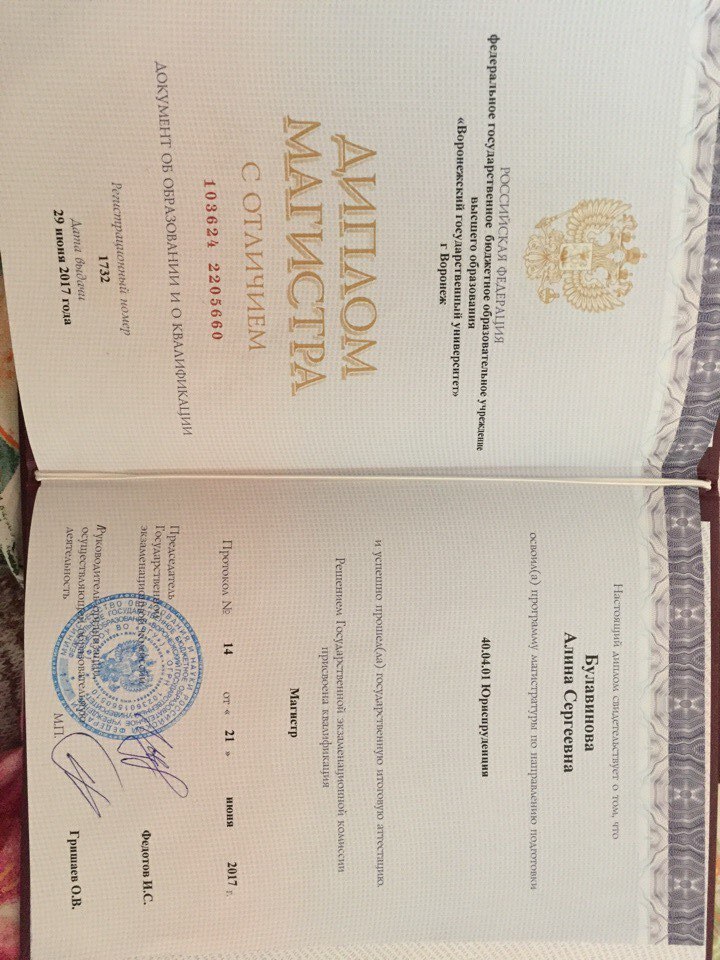 РОССИЙСКАЯ ФЕДЕРАЦИЯ
федеральное государственное бюджетное образовательное учреждение
высшего образования
«Воронежский государственный университет»
г Воронеж
ДИПЛОМ
МАГИСТРА
С ОТЛИЧИЕМ
103624 2205660
ДОКУМЕНТ ОБ ОБРАЗОВАНИИ И О КВАЛИФИКАЦИИ
Регистрационный номер
1732
Дата выдачи
29 июня 2017 года
Настоящий диплом свидетельствует о том, что
Булавинова
Алина Сергеевна
освоил(а) программу магистратуры по направлению подготовки
40.04.01 Юриспруденция
и успешно прошел(ла) государственную итоговую аттестацию.
Решением Государственной экзаменационной комиссии
присвоена квалификация
Магистр
Протокол № 14 от « 21 » июня 2017 г.
Председатель
Государственной
экзаменационной
Федотов И.С.
Руководитель
осуществляющей образовательную
деятельность
М.П.
Гришаев О.В.